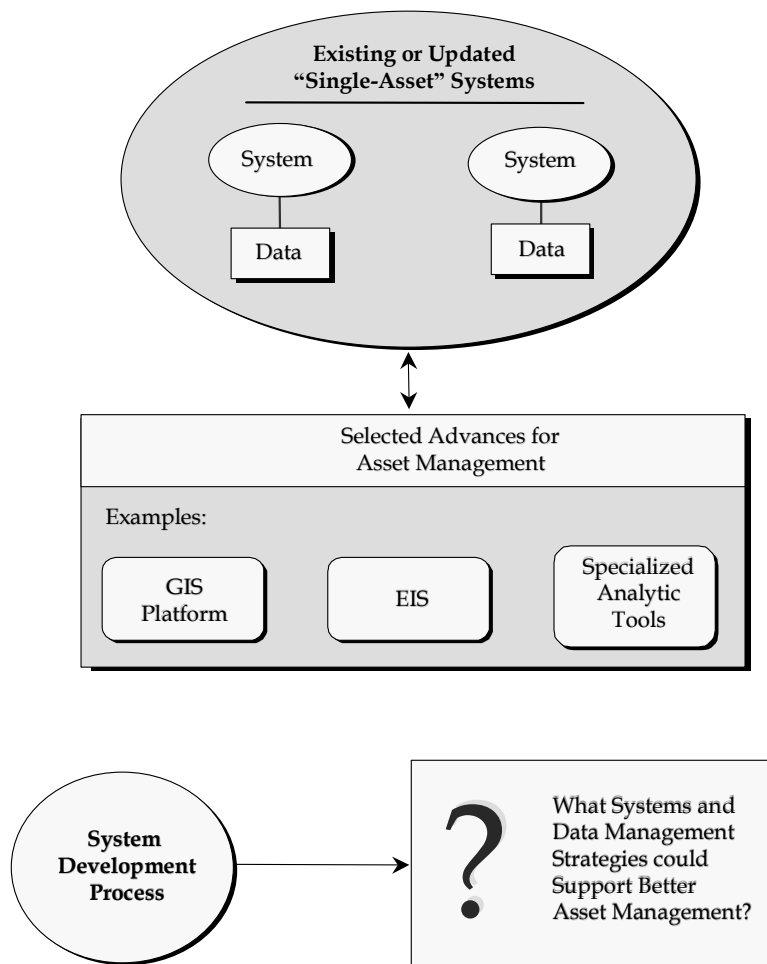 Existing or Updated
“Single-Asset” Systems
System
System
Data
Data
Selected Advances for
Asset Management
Examples:
GIS
Platform
EIS
Specialized
Analytic
Tools
System
Development
Process
?
What Systems and
Data Management
Strategies could
Support Better
Asset Management?